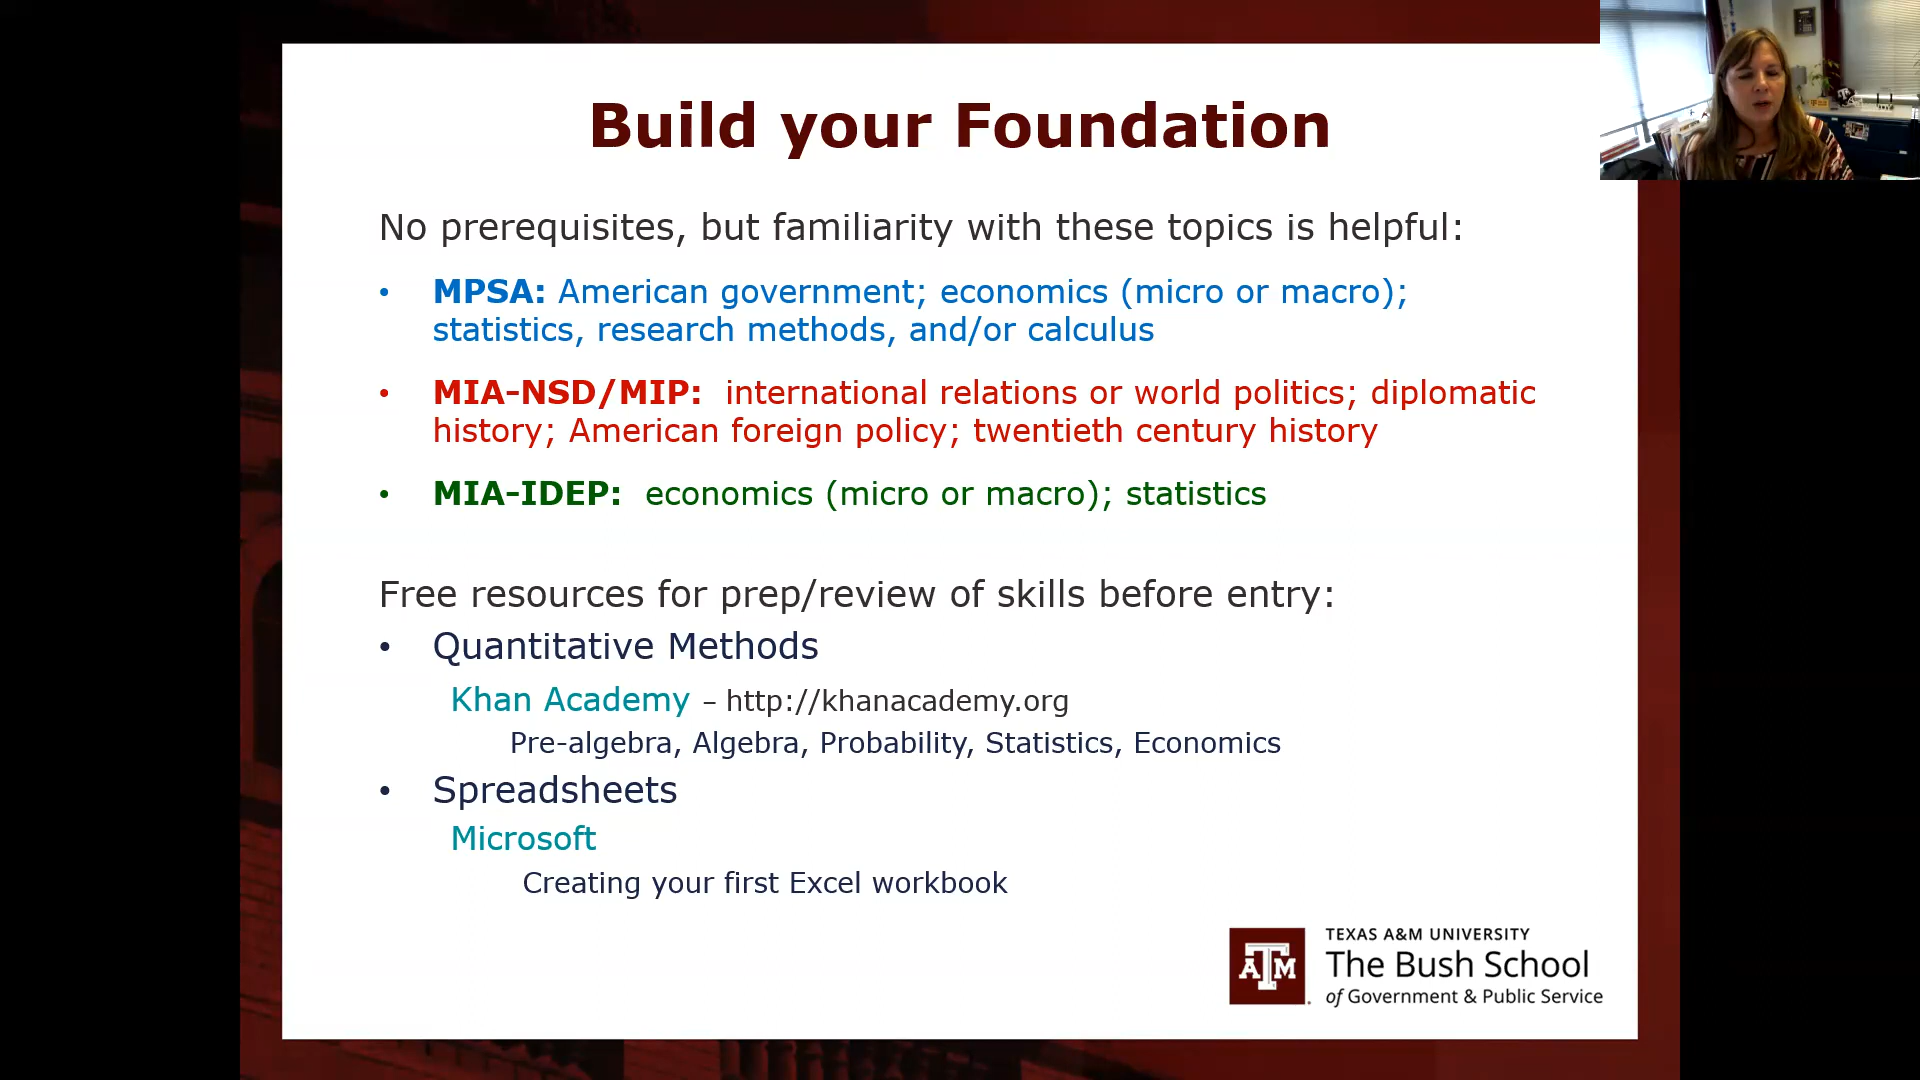 Build your Foundation
No prerequisites, but familiarity with these topics is helpful:
• MPSA: American government; economics (micro or macro);
statistics, research methods, and/or calculus
• MIA-NSD/MIP: international relations or world politics; diplomatic
history; American foreign policy; twentieth century history
• MIA-IDEP: economics (micro or macro); statistics
Free resources for prep/review of skills before entry:
• Quantitative Methods
Khan Academy – http://khanacademy.org
Pre-algebra, Algebra, Probability, Statistics, Economics
• Spreadsheets
Microsoft
Creating your first Excel workbook
ATM
TEXAS A&M UNIVERSITY
The Bush School
of Government & Public Service